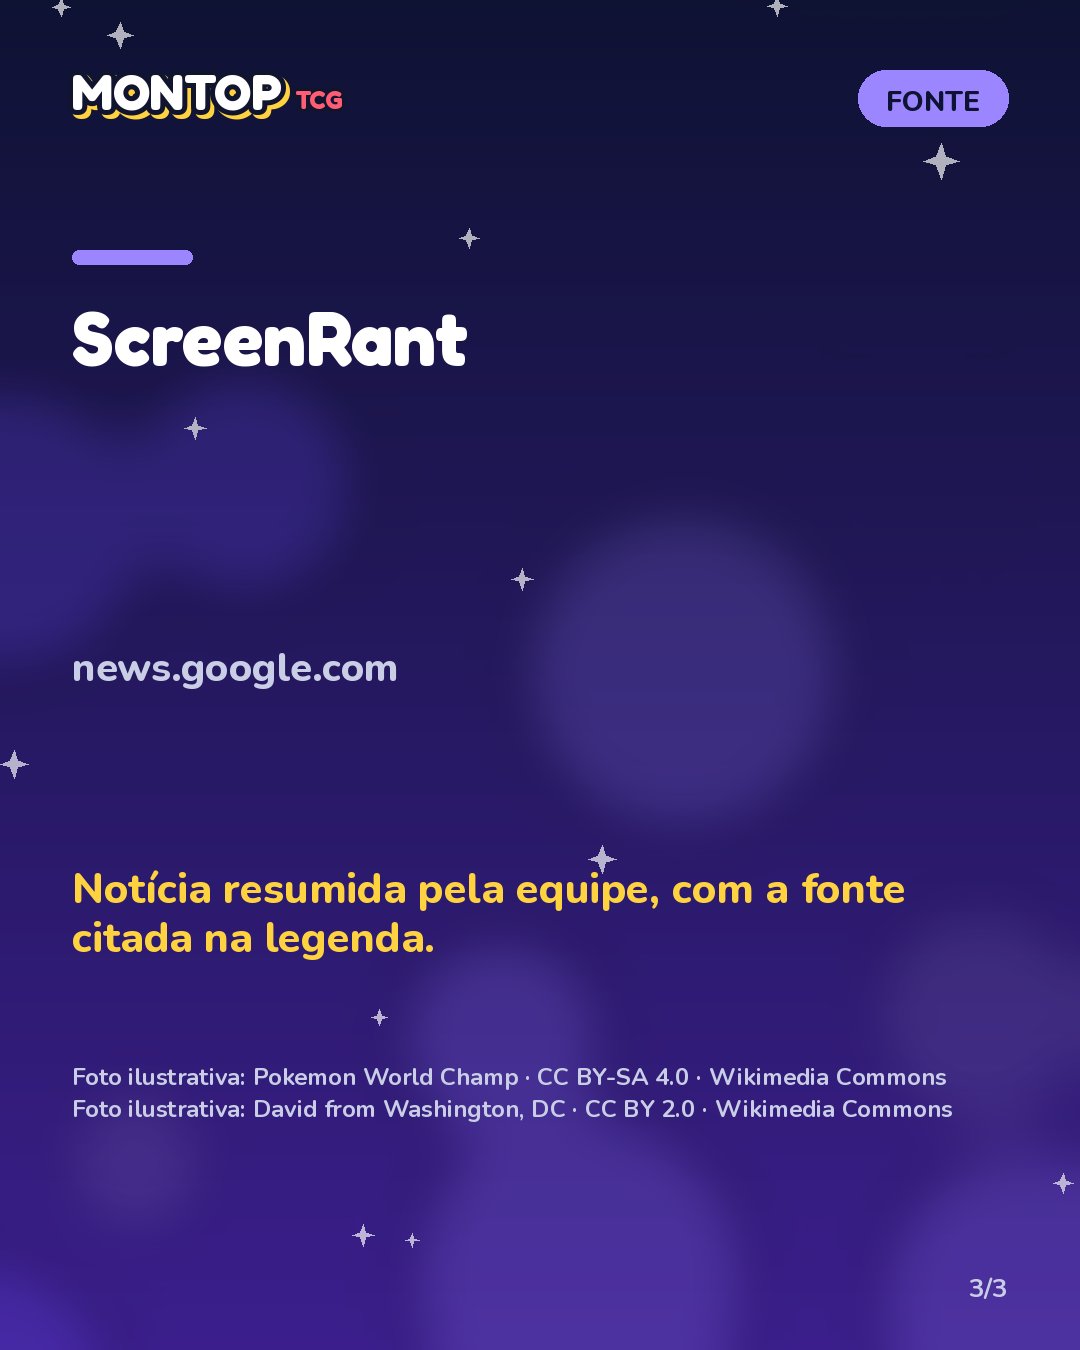 MONTOP TCG
FONTE
ScreenRant
news.google.com
Notícia resumida pela equipe, com a fonte
citada na legenda.
Foto ilustrativa: Pokemon World Champ · CC BY-SA 4.0 · Wikimedia Commons
Foto ilustrativa: David from Washington, DC · CC BY 2.0 · Wikimedia Commons
3/3